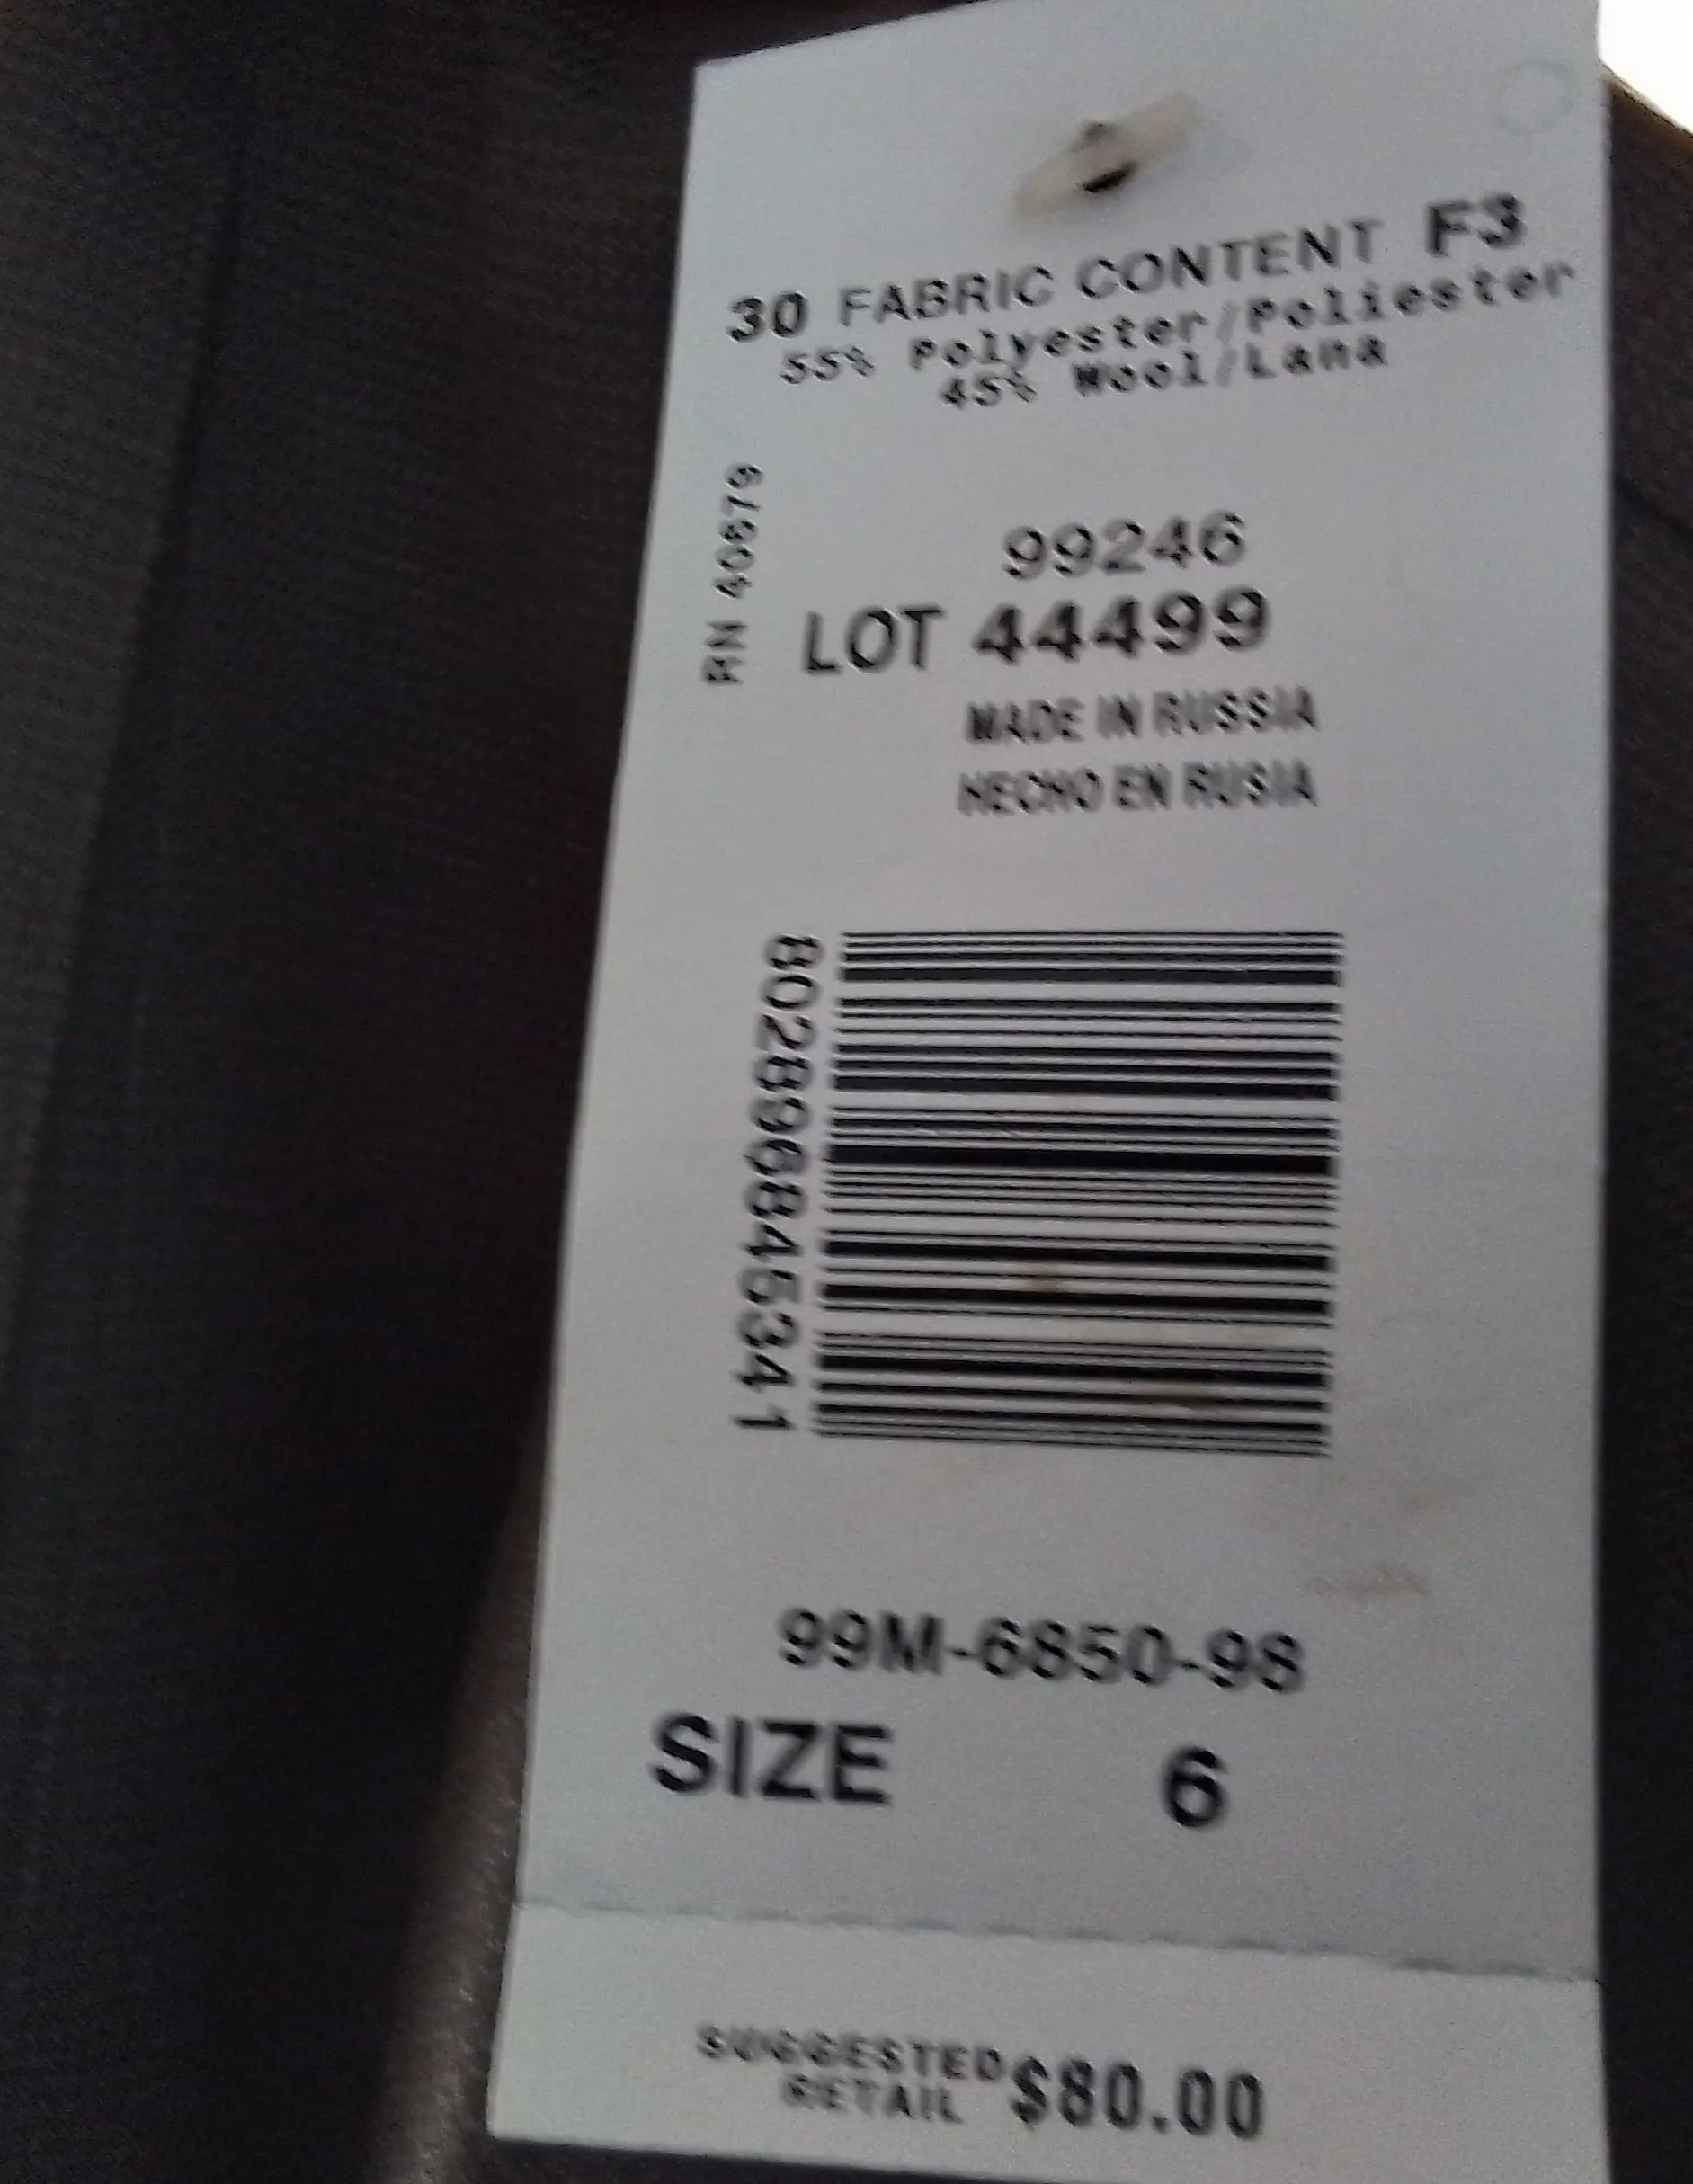 30 FABRIC CONTENT F3
55% Polyester/Poliester
45% Wool/Lana
RN
99246
LOT 44499
MADE IN RUSSIA
HECHO EN RUSIA
802896845341
99M-6850-98
SIZE 6
SUGGESTED
RETAIL $80.00